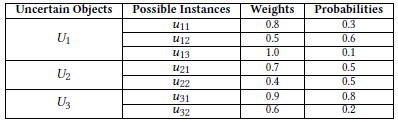 Uncertain Objects Possible Instances Weights Probabilities
U1 u11 0.8 0.3
u12 0.5 0.6
u13 1.0 0.1
U2 u21 0.7 0.5
u22 0.4 0.5
U3 u31 0.9 0.8
u32 0.6 0.2